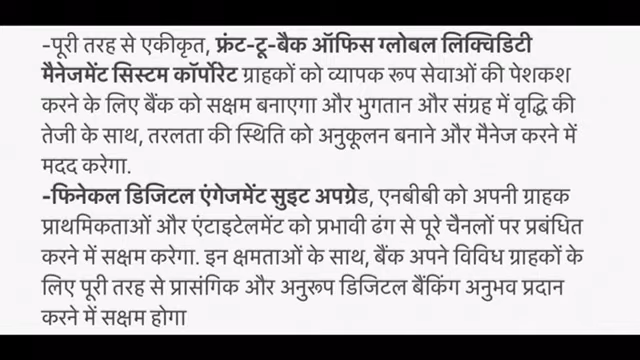 -पूरी तरह से एकीकृत, फ्रंट-टू-बैक ऑफिस ग्लोबल लिक्विडिटी
मैनेजमेंट सिस्टम कॉर्पोरेट ग्राहकों को व्यापक रूप सेवाओं की पेशकश
करने के लिए बैंक को सक्षम बनाएगा और भुगतान और संग्रह में वृद्धि की
तेजी के साथ, तरलता की स्थिति को अनुकूलन बनाने और मैनेज करने में
मदद करेगा.
-फिनेकल डिजिटल एंगेजमेंट सुइट अपग्रेड, एनबीबी को अपनी ग्राहक
प्राथमिकताओं और एंटाइटेलमेंट को प्रभावी ढंग से पूरे चैनलों पर प्रबंधित
करने में सक्षम करेगा. इन क्षमताओं के साथ, बैंक अपने विविध ग्राहकों के
लिए पूरी तरह से प्रासंगिक और अनुरूप डिजिटल बैंकिंग अनुभव प्रदान
करने में सक्षम होगा